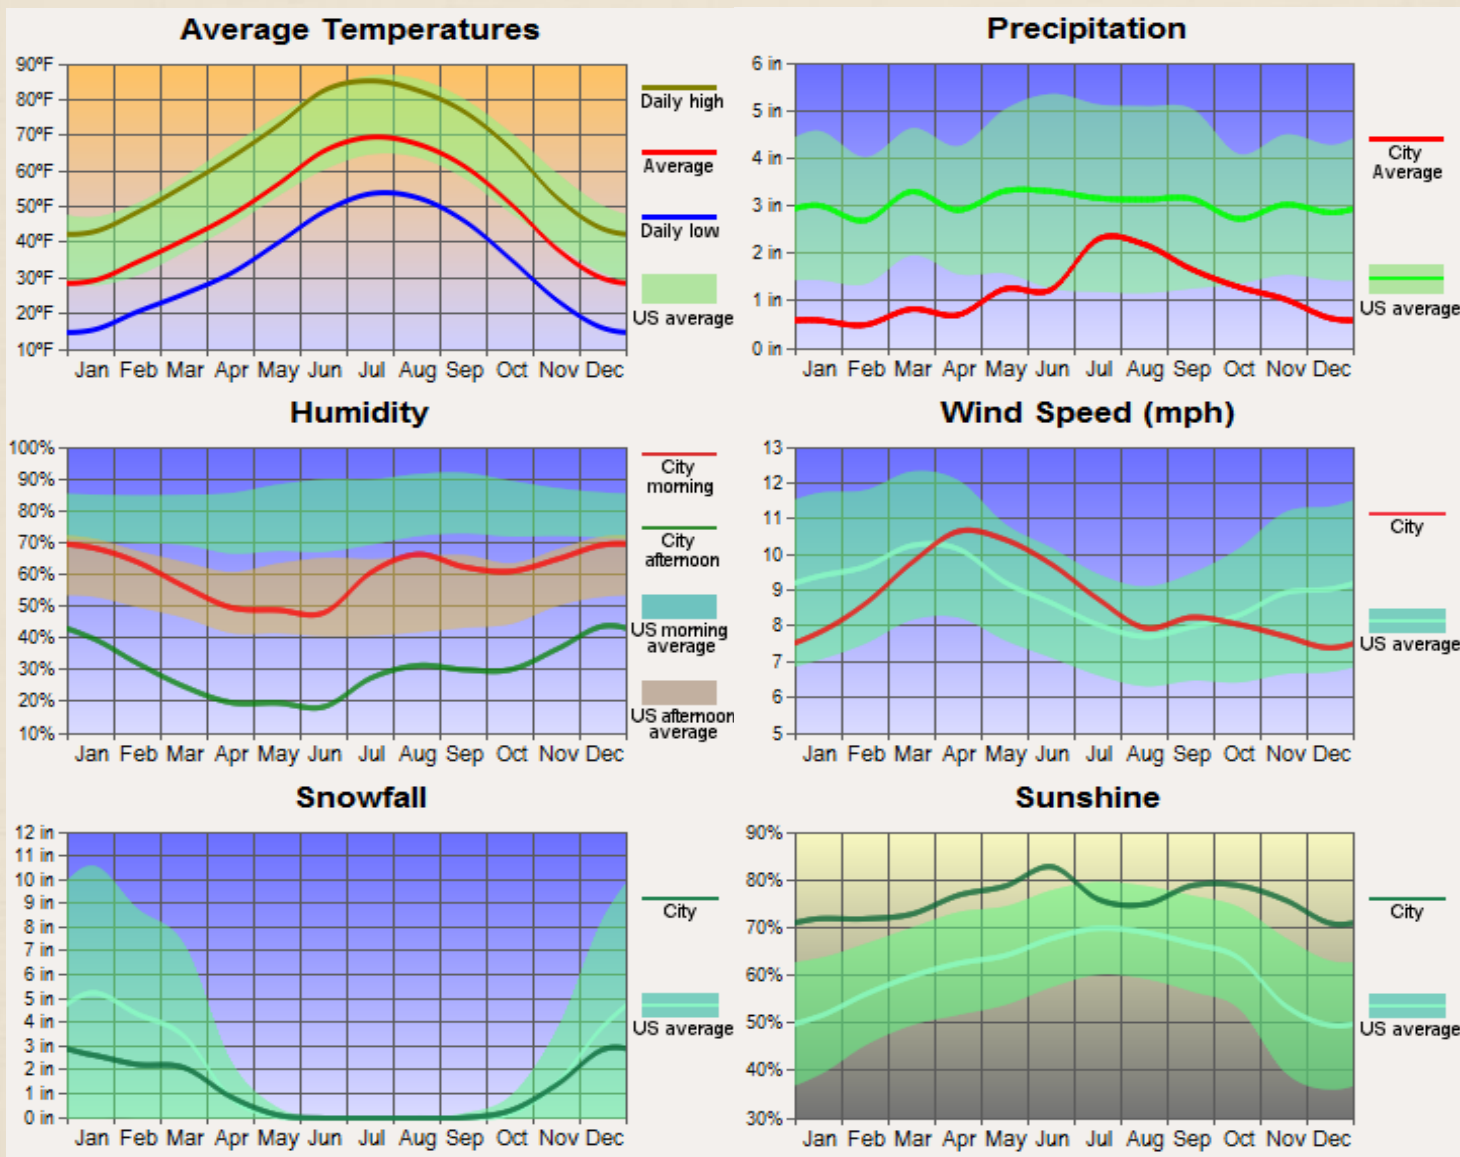 Average Temperatures
90ºF
80ºF
70ºF
60ºF
50ºF
40ºF
30ºF
20ºF
10ºF
Jan Feb Mar Apr May Jun Jul Aug Sep Oct Nov Dec
Daily high
Average
Daily low
US average
Precipitation
6 in
5 in
4 in
3 in
2 in
1 in
0 in
Jan Feb Mar Apr May Jun Jul Aug Sep Oct Nov Dec
City
Average
US average
Humidity
100%
90%
80%
70%
60%
50%
40%
30%
20%
10%
Jan Feb Mar Apr May Jun Jul Aug Sep Oct Nov Dec
City
morning
City
afternoon
US morning
average
US afternoon
average
Wind Speed (mph)
13
12
11
10
9
8
7
6
5
Jan Feb Mar Apr May Jun Jul Aug Sep Oct Nov Dec
City
US average
Snowfall
12 in
11 in
10 in
9 in
8 in
7 in
6 in
5 in
4 in
3 in
2 in
1 in
0 in
Jan Feb Mar Apr May Jun Jul Aug Sep Oct Nov Dec
City
US average
Sunshine
90%
80%
70%
60%
50%
40%
30%
Jan Feb Mar Apr May Jun Jul Aug Sep Oct Nov Dec
City
US average